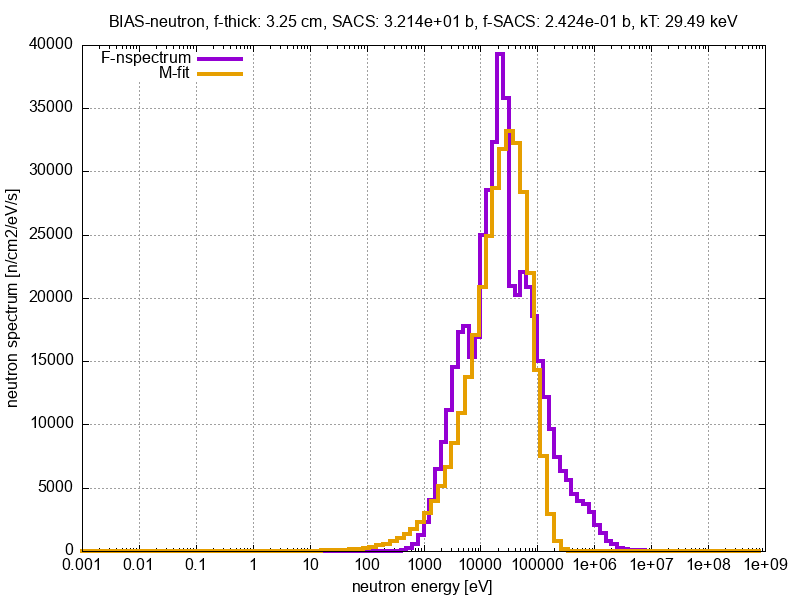 BIAS-neutron, f-thick: 3.25 cm, SACS: 3.214e+01 b, f-SACS: 2.424e-01 b, kT: 29.49 keV
F-nspectrum
M-fit
40000
35000
30000
25000
20000
15000
10000
5000
0
neutron spectrum [n/cm2/eV/s]
0.001 0.01 0.1 1 10 100 1000 10000 100000 1e+06 1e+07 1e+08 1e+09
neutron energy [eV]